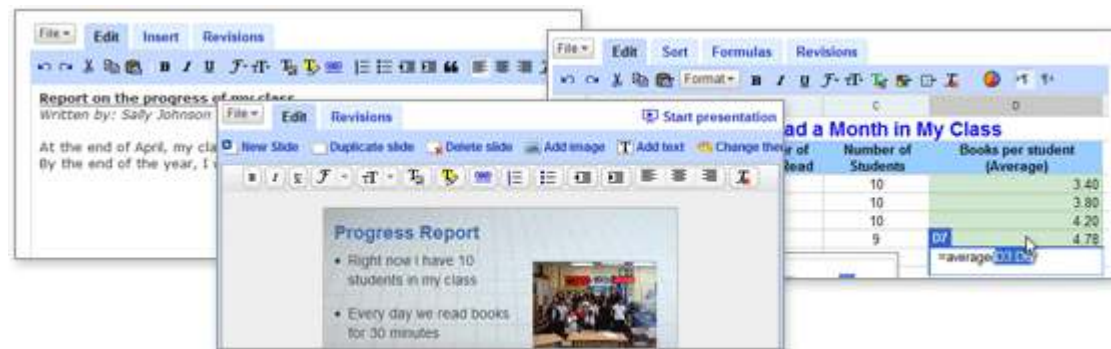 File
Edit Insert Revisions
Report on the progress of my class
Written by: Sally Johnson
At the end of April, my cla
By the end of the year, I
File
Edit Revisions
Start presentation
New Slide Duplicate slide Delete slide Add image Add text Change the
Progress Report
• Right now I have 10
students in my class
• Every day we read books
for 30 minutes
File
Edit Sort Formulas Revisions
Format
C D
ad a Month in My Class
r of Number of Books per student
Read Students (Average)
10 3.40
10 3.80
10 4.20
9 4.78
D7
=average(